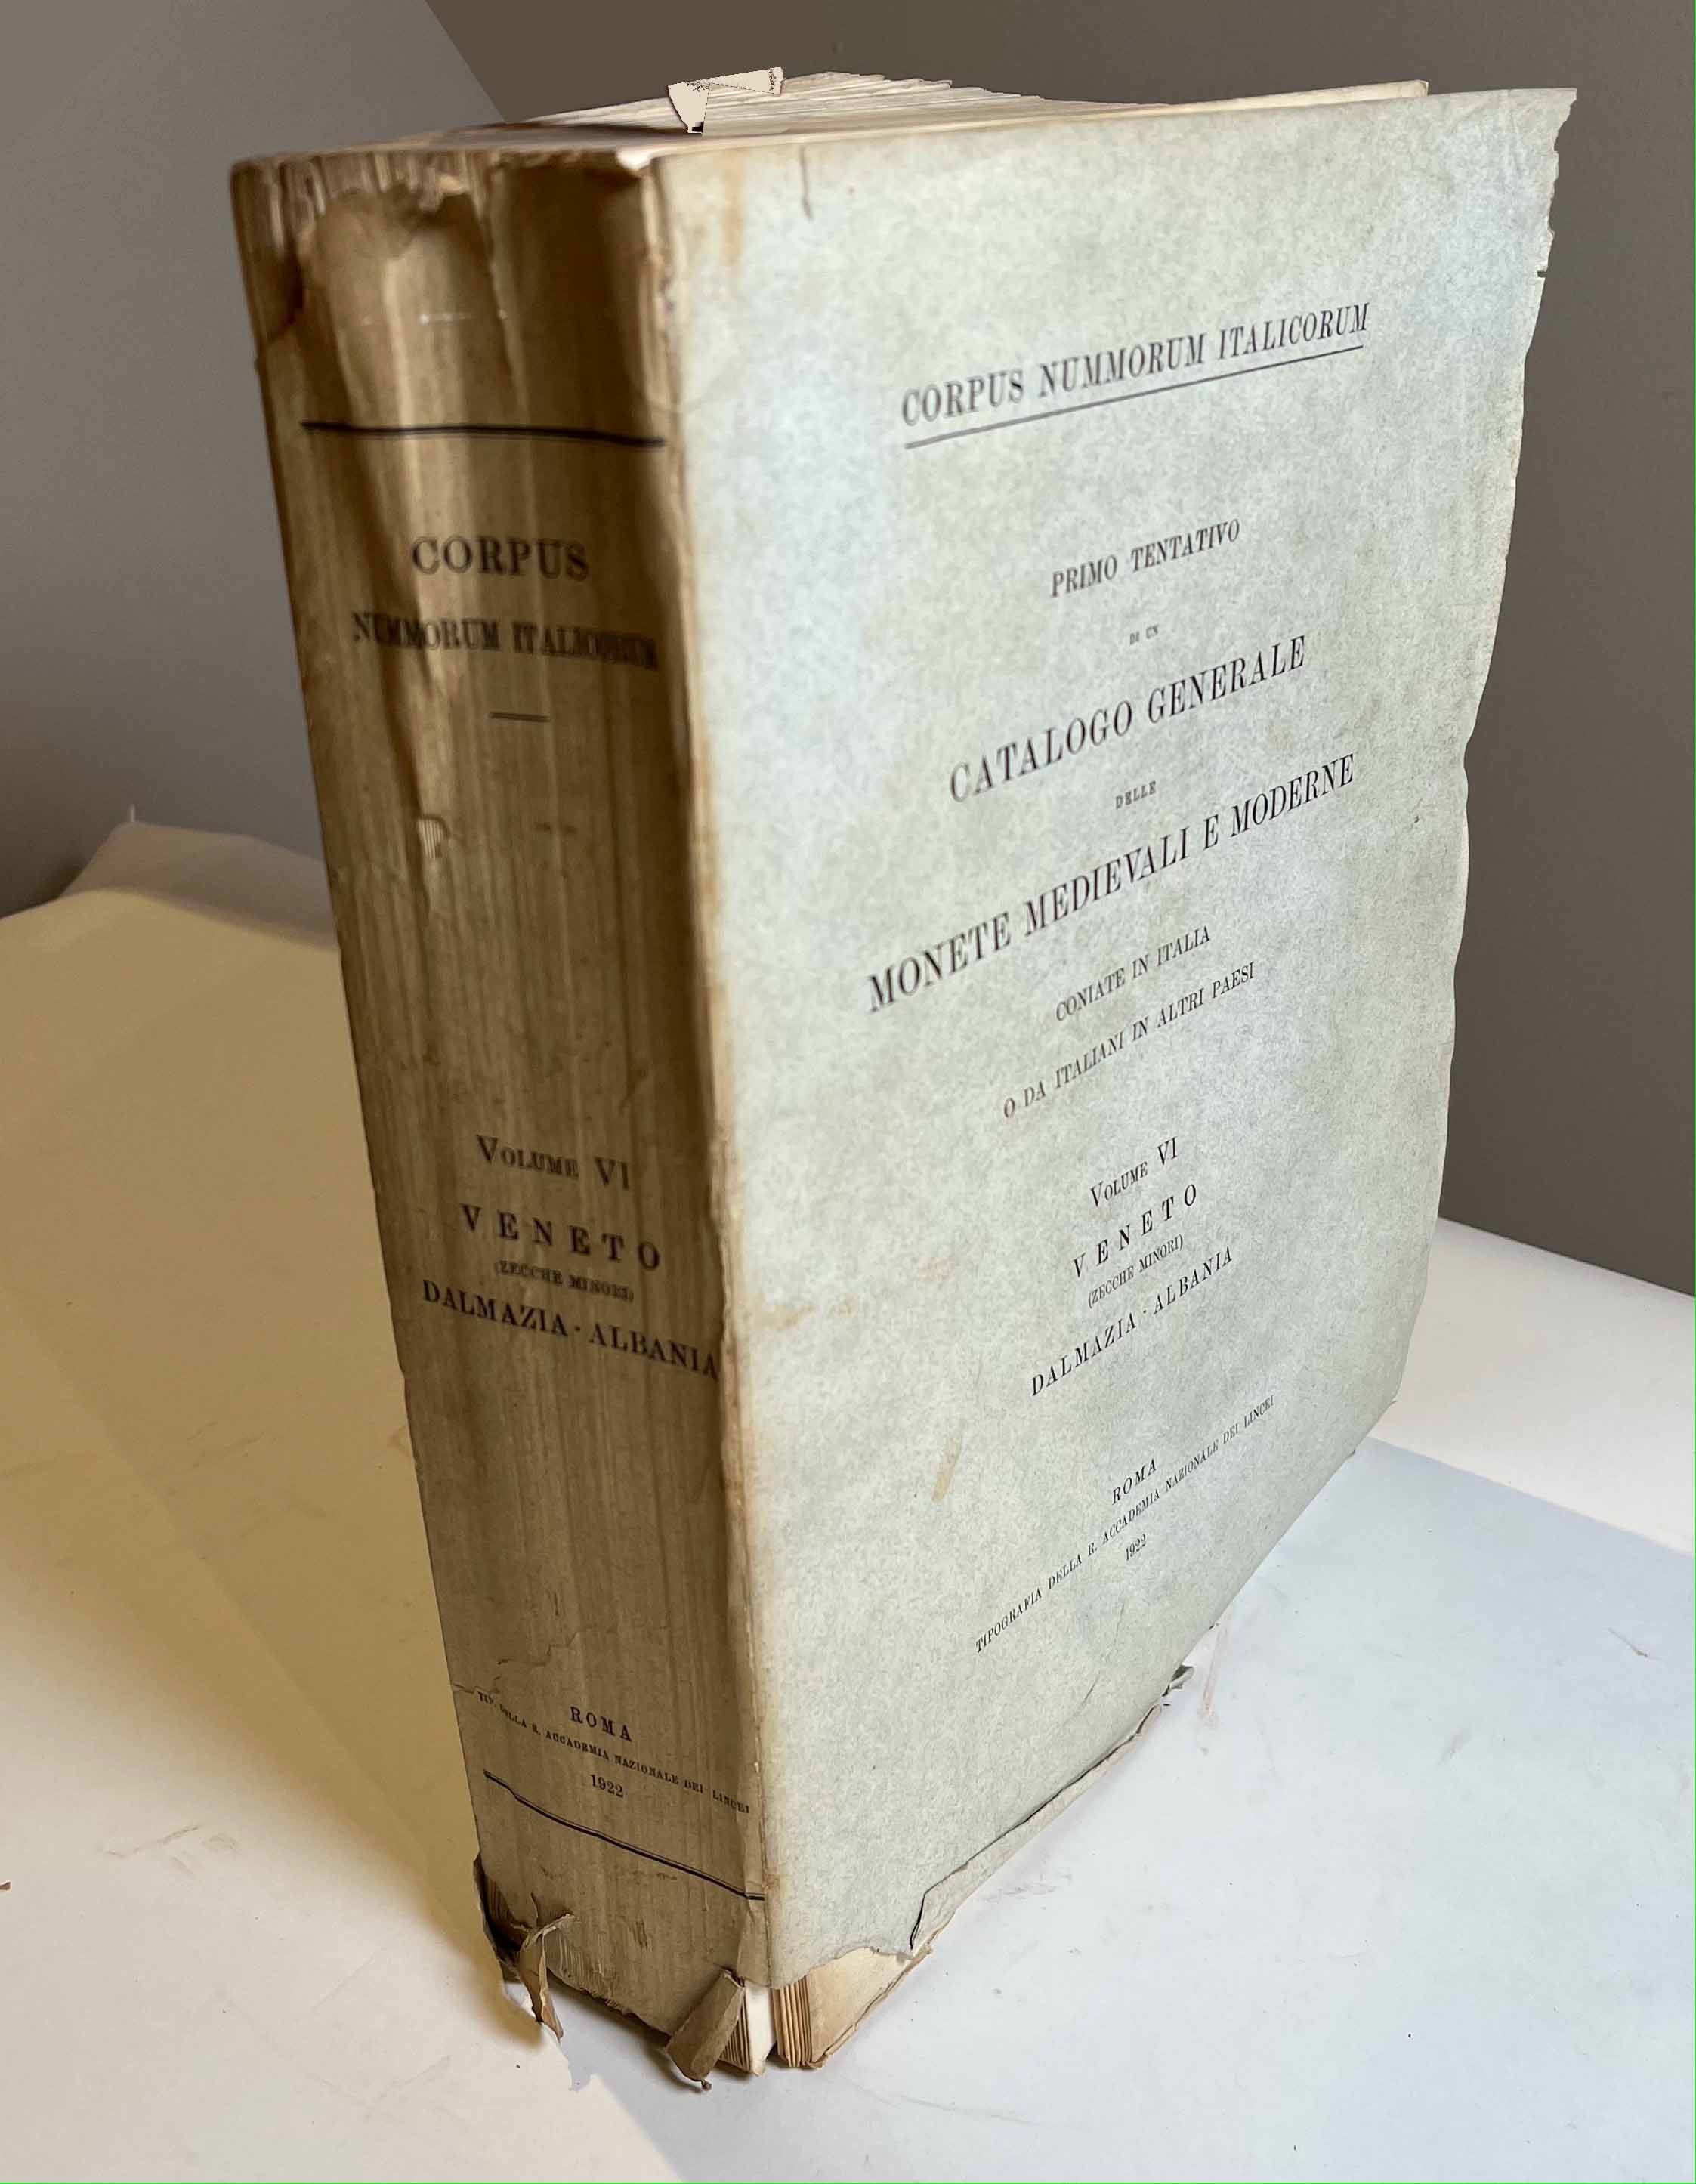 CORPUS
NUMMORUM ITALICORUM
VOLUME VI
VENETO
(ZECCHE MINORI)
DALMAZIA - ALBANIA
ROMA
TIP. DELLA R. ACCADEMIA NAZIONALE DEI LINCEI
1922
CORPUS NUMMORUM ITALICORUM
PRIMO TENTATIVO
DI UN
CATALOGO GENERALE
DELLE
MONETE MEDIEVALI E MODERNE
CONIATE IN ITALIA
O DA ITALIANI IN ALTRI PAESI
VOLUME VI
VENETO
(ZECCHE MINORI)
DALMAZIA - ALBANIA
ROMA
TIPOGRAFIA DELLA R. ACCADEMIA NAZIONALE DEI LINCEI
1922